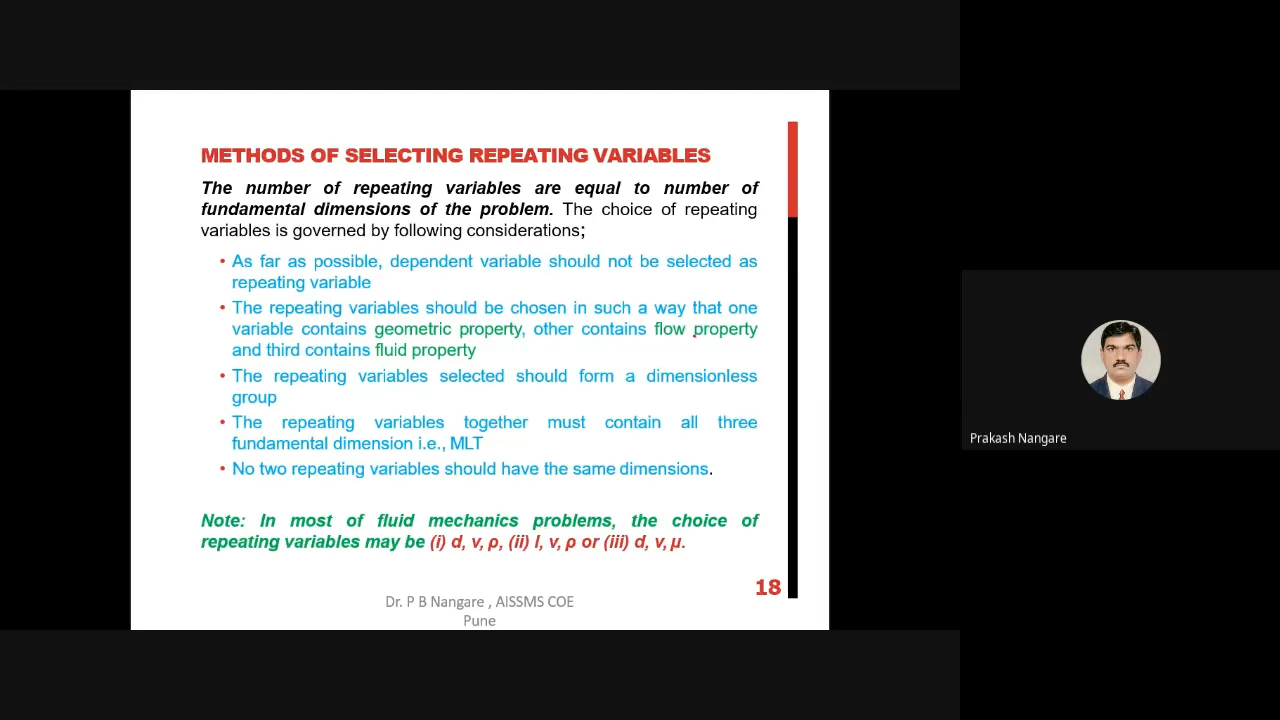 METHODS OF SELECTING REPEATING VARIABLES
The number of repeating variables are equal to number of
fundamental dimensions of the problem. The choice of repeating
variables is governed by following considerations;
• As far as possible, dependent variable should not be selected as
repeating variable
• The repeating variables should be chosen in such a way that one
variable contains geometric property, other contains flow property
and third contains fluid property
• The repeating variables selected should form a dimensionless
group
• The repeating variables together must contain all three
fundamental dimension i.e., MLT
• No two repeating variables should have the same dimensions.
Note: In most of fluid mechanics problems, the choice of
repeating variables may be (i) d, v, ρ, (ii) l, v, ρ or (iii) d, v, μ.
18
Dr. P B Nangare , AISSMS COE
Pune
Prakash Nangare